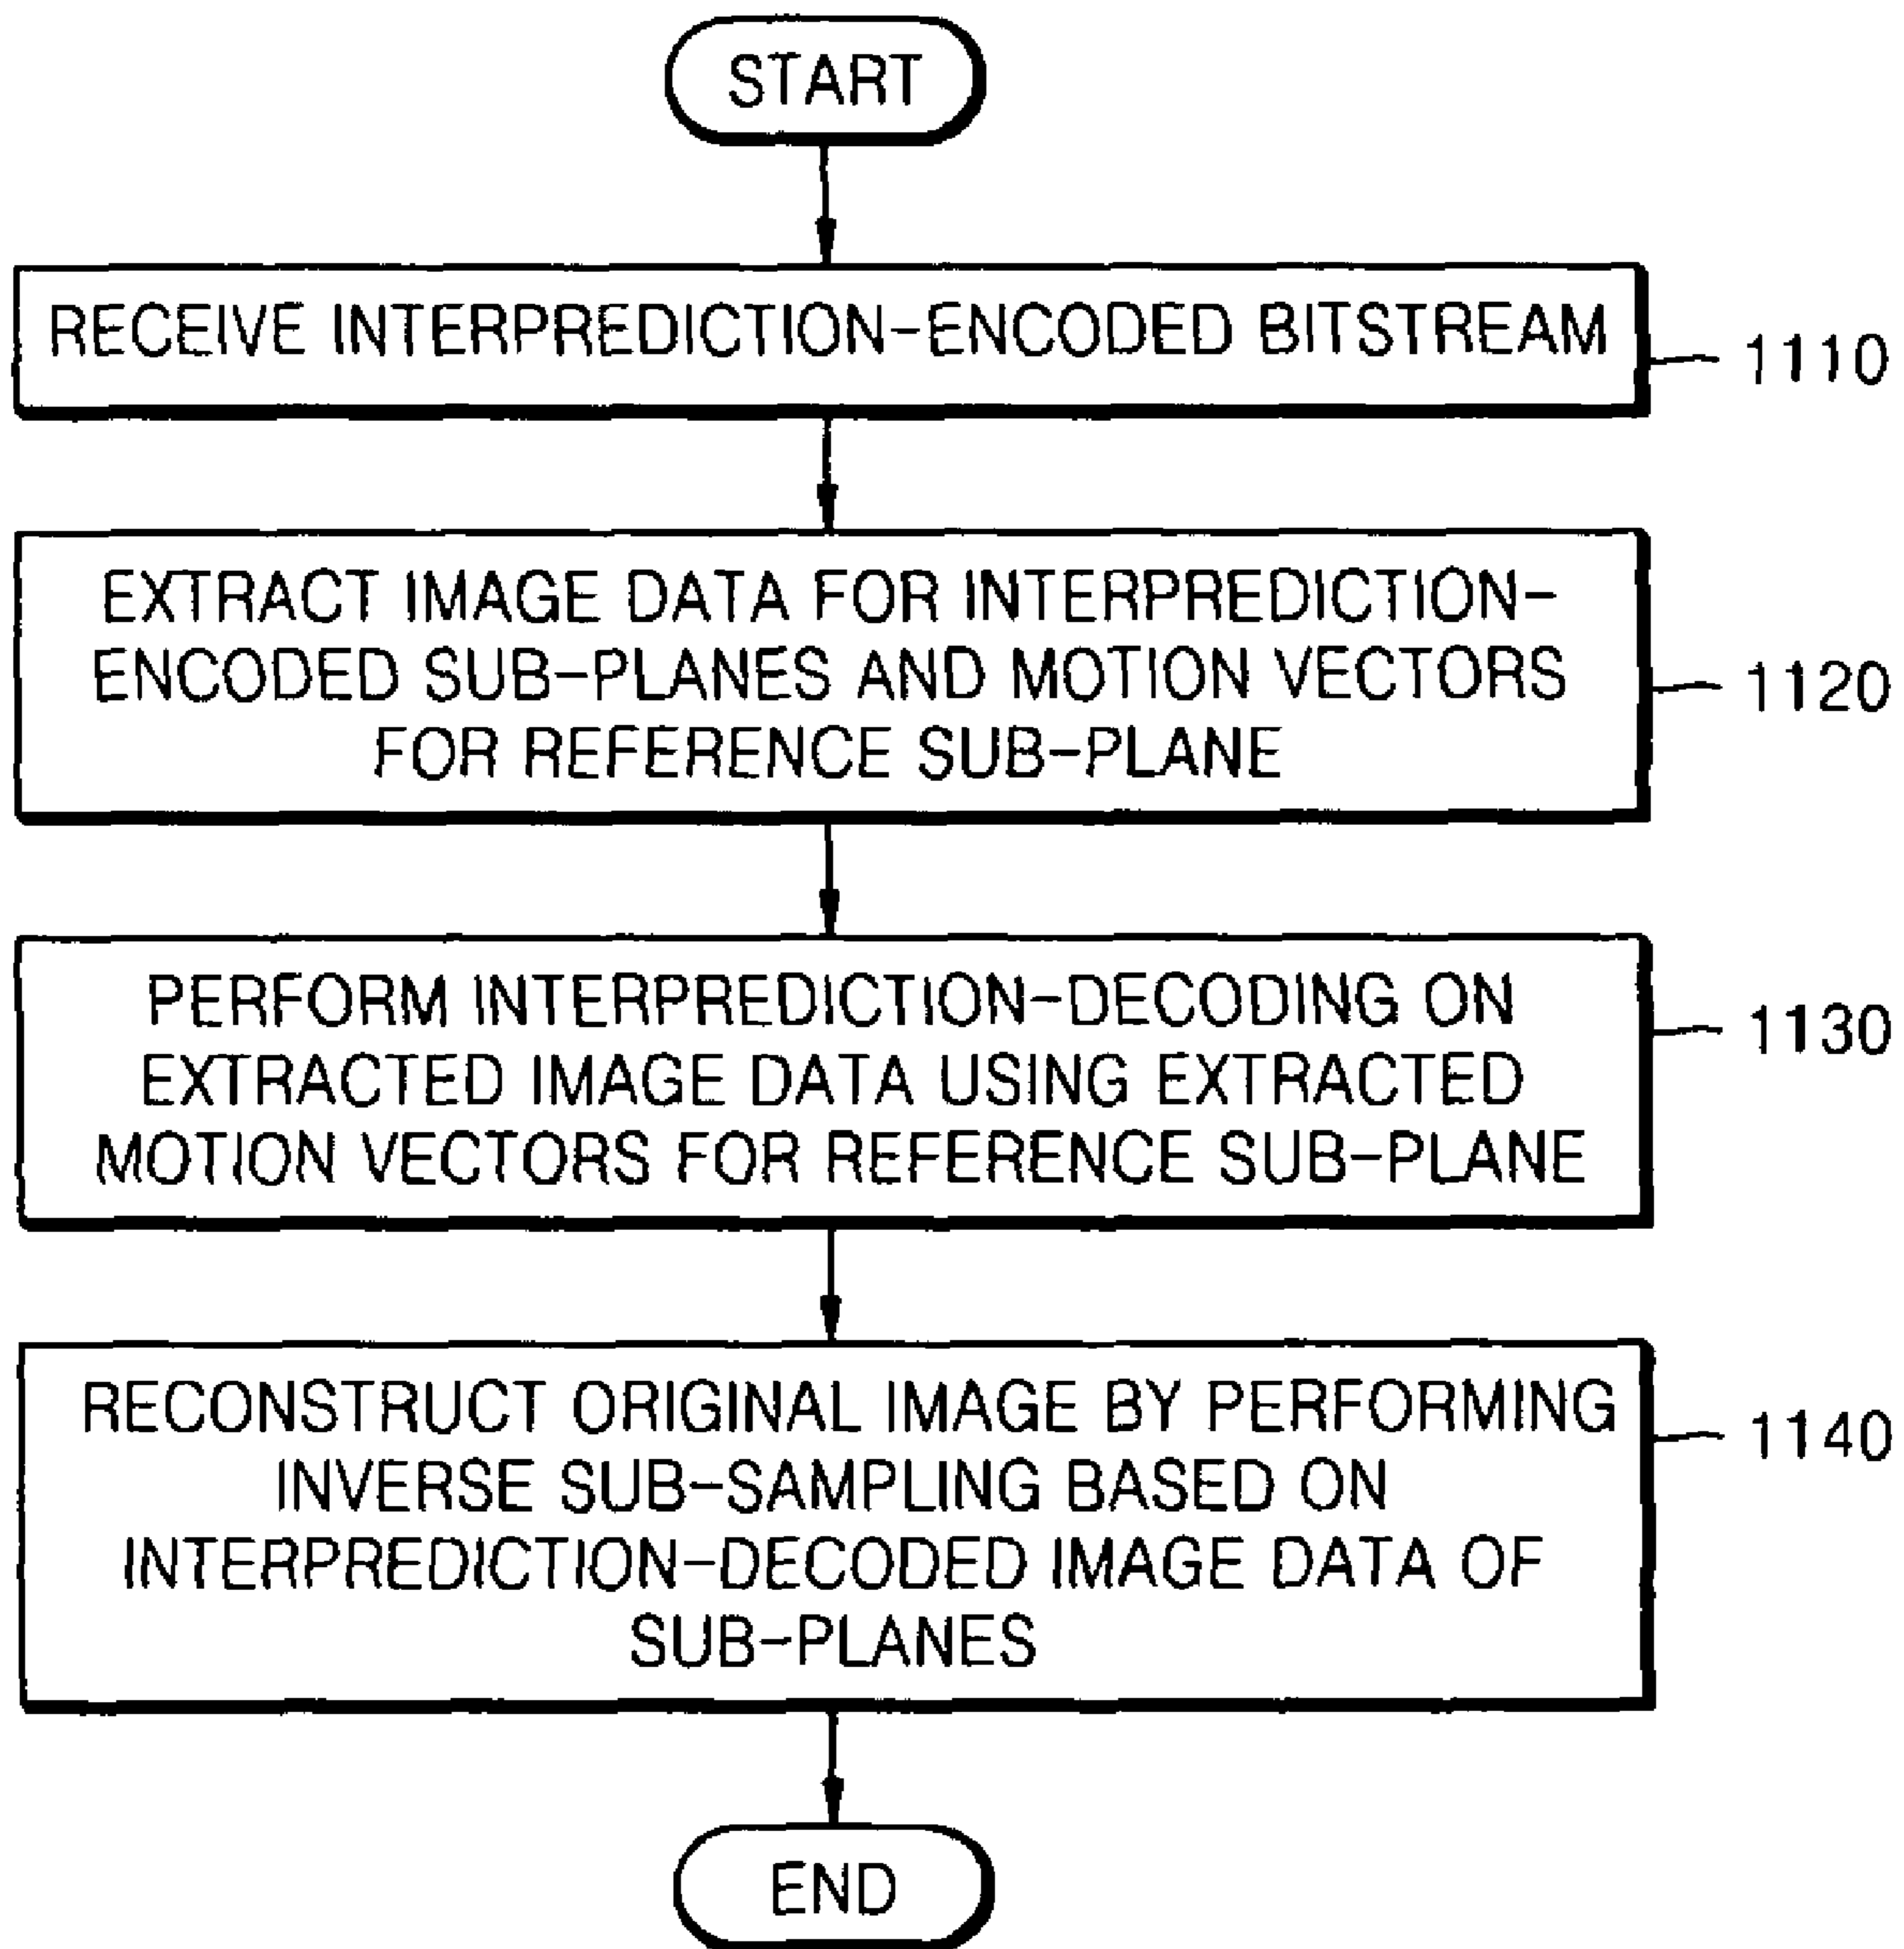 START
RECEIVE INTERPREDICTION-ENCODED BITSTREAM
1110
EXTRACT IMAGE DATA FOR INTERPREDICTION-
ENCODED SUB-PLANES AND MOTION VECTORS
FOR REFERENCE SUB-PLANE
1120
PERFORM INTERPREDICTION-DECODING ON
EXTRACTED IMAGE DATA USING EXTRACTED
MOTION VECTORS FOR REFERENCE SUB-PLANE
1130
RECONSTRUCT ORIGINAL IMAGE BY PERFORMING
INVERSE SUB-SAMPLING BASED ON
INTERPREDICTION-DECODED IMAGE DATA OF
SUB-PLANES
1140
END